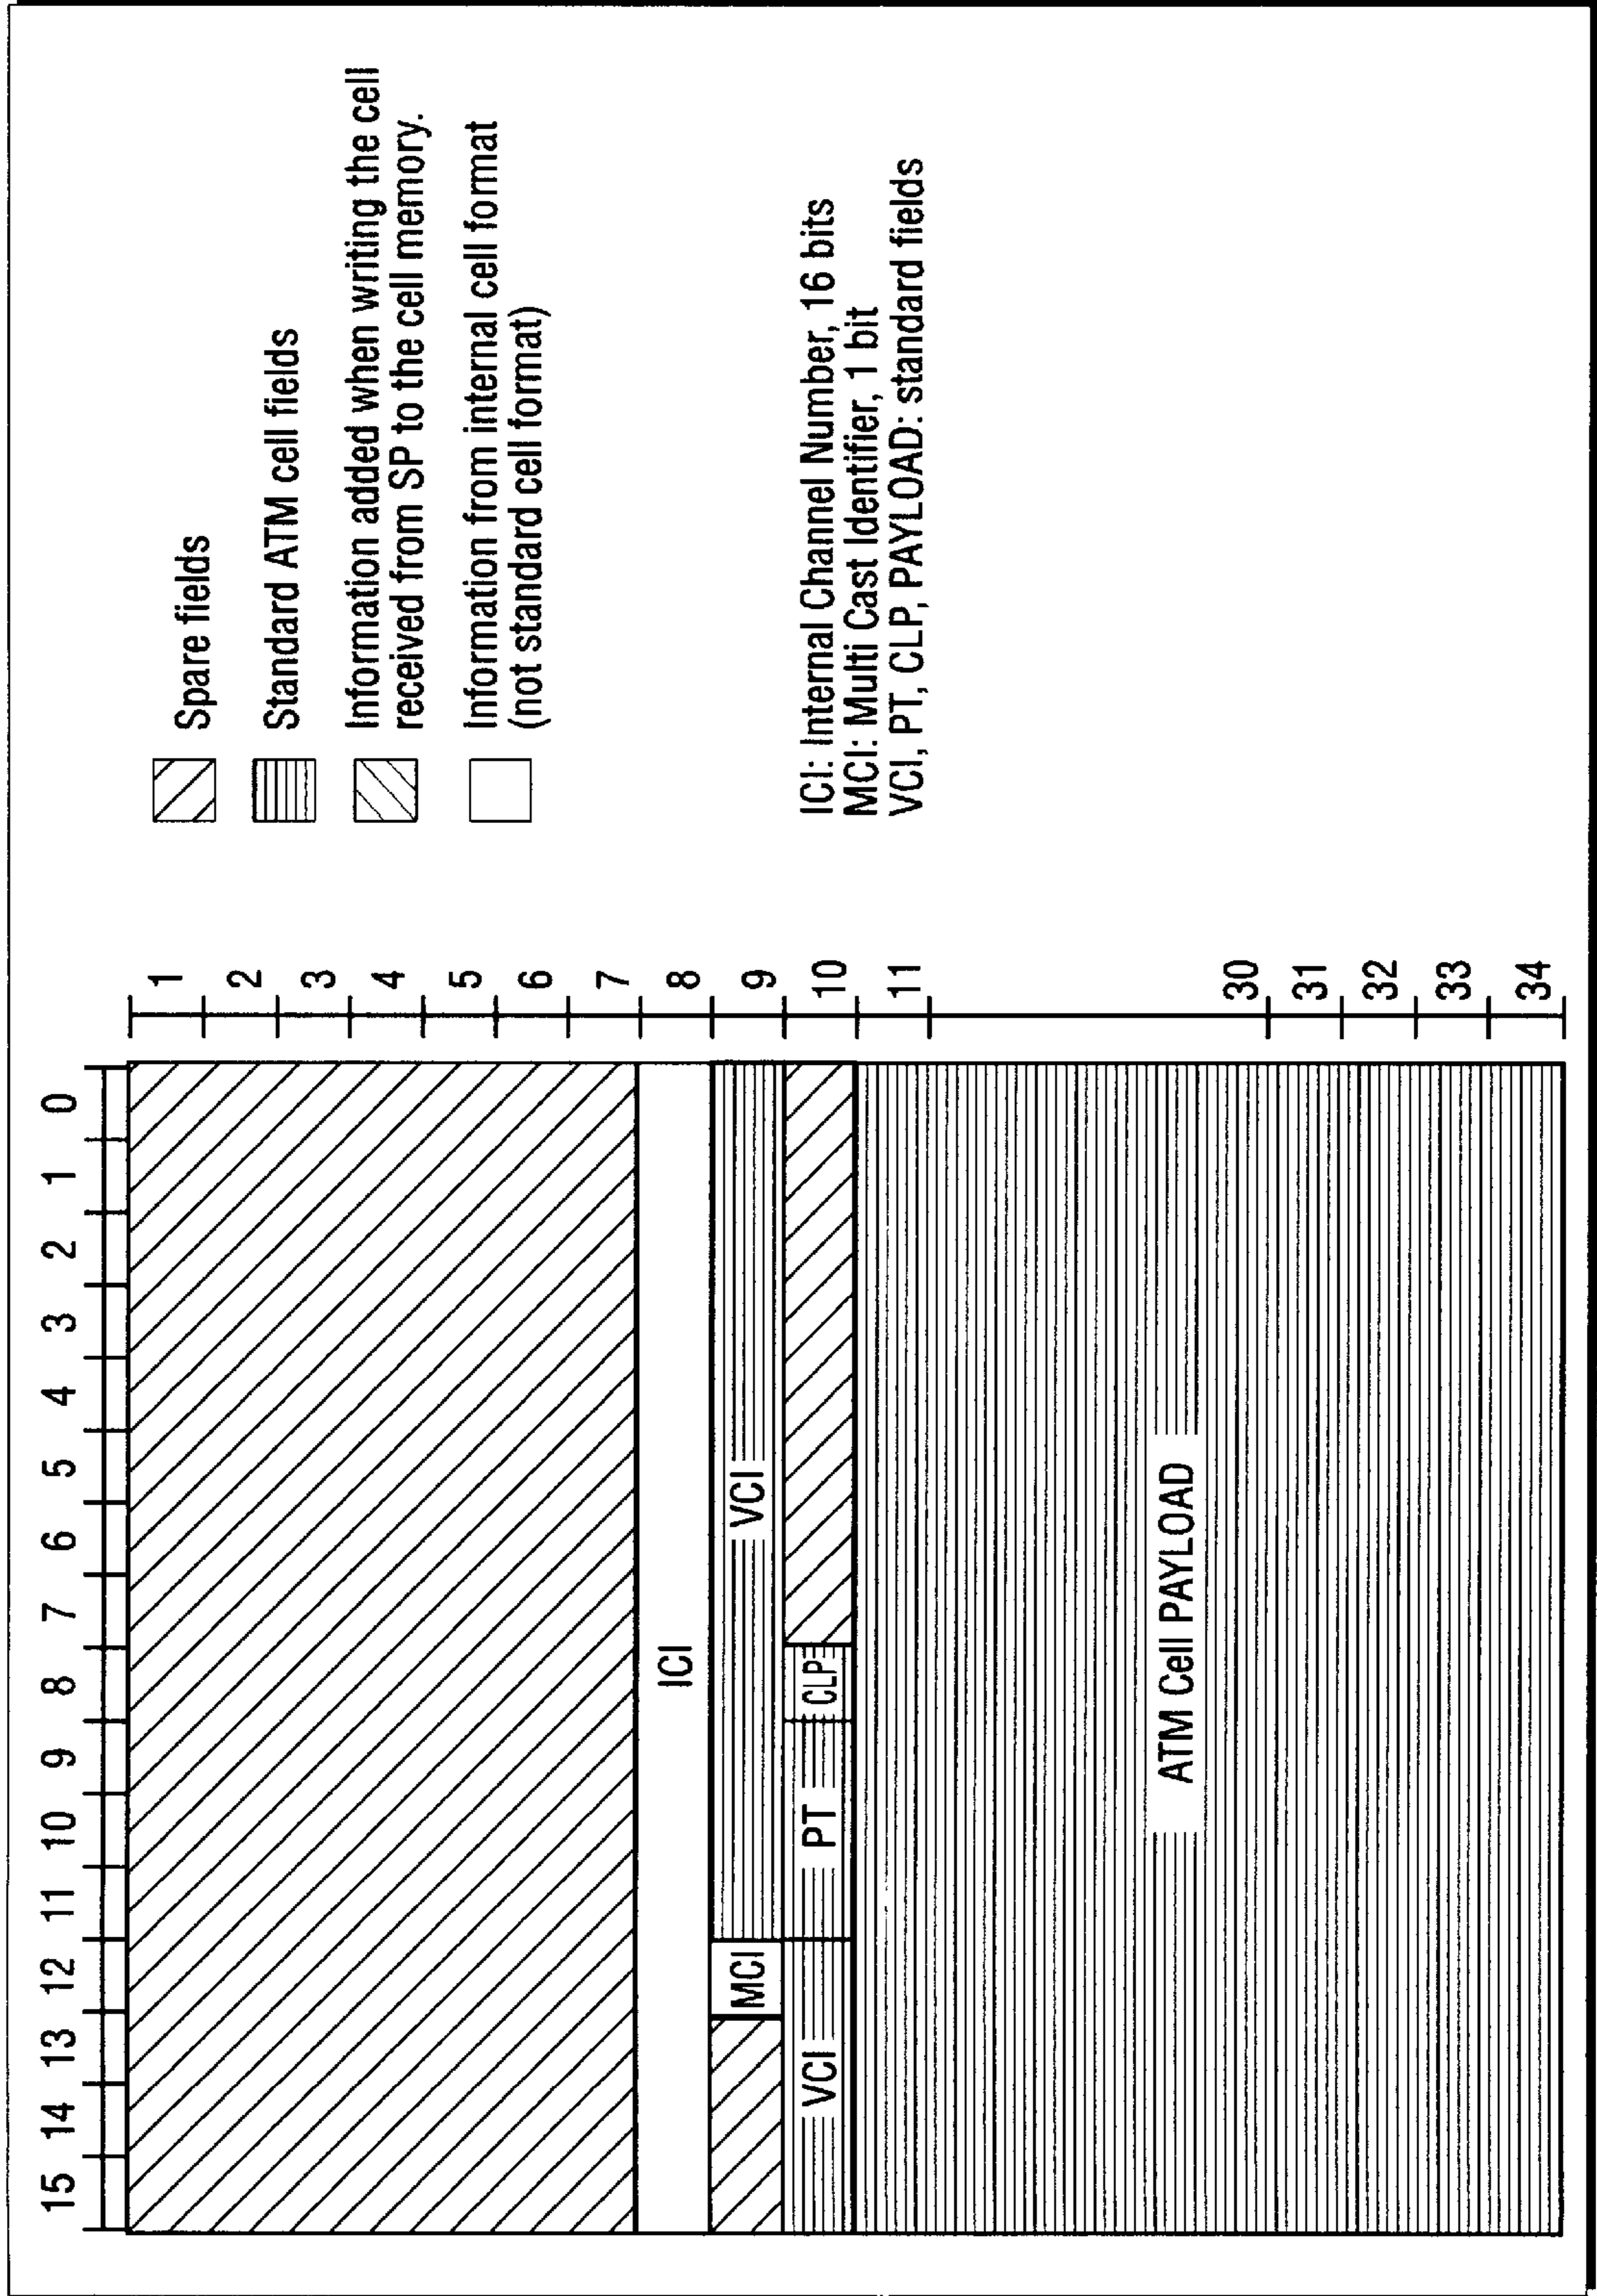 15 14 13 12 11 10 9 8 7 6 5 4 3 2 1 0
1
2
3
4
5
6
7
ICI 8
MCI VCI 9
VCI PT CLP 10
11
ATM Cell PAYLOAD
30
31
32
33
34
Spare fields
Standard ATM cell fields
Information added when writing the cell
received from SP to the cell memory.
Information from internal cell format
(not standard cell format)
ICI: Internal Channel Number, 16 bits
MCI: Multi Cast Identifier, 1 bit
VCI, PT, CLP, PAYLOAD: standard fields